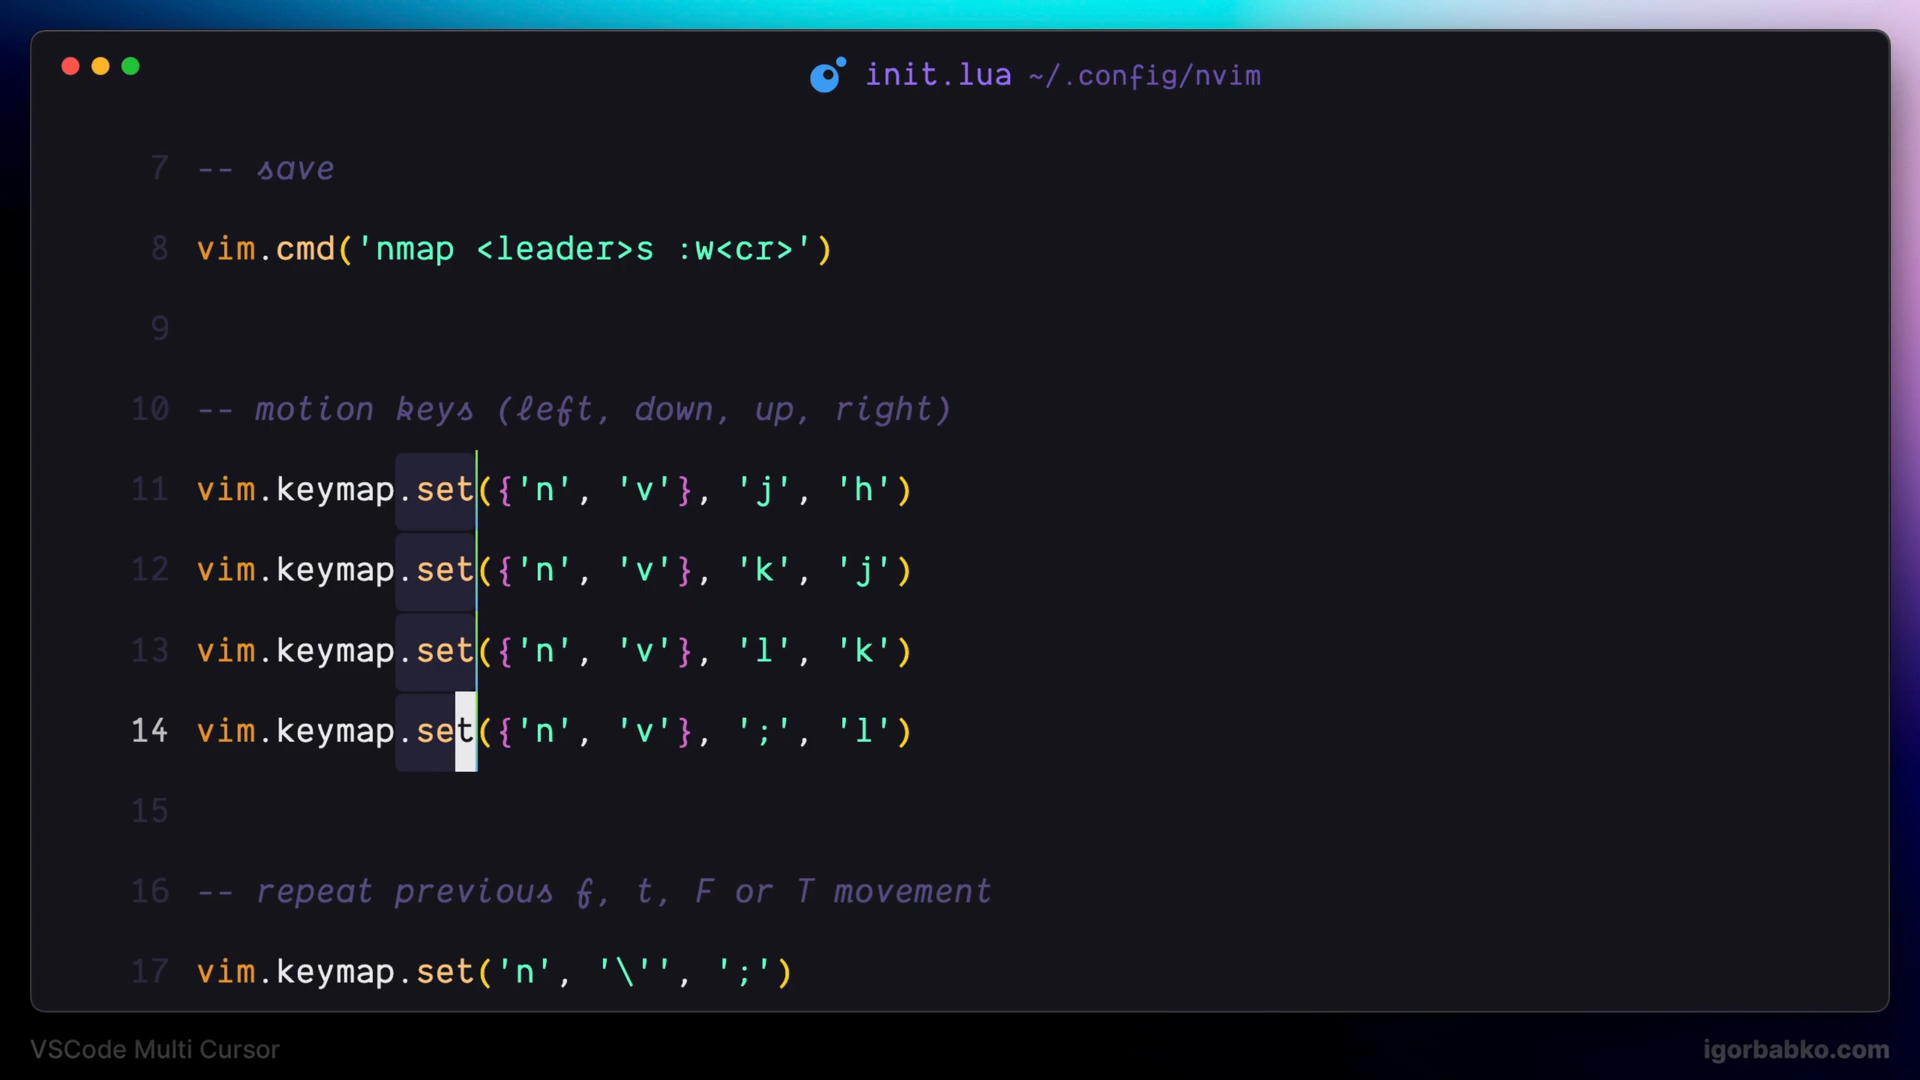 init.lua ~/.config/nvim
7 -- save
8 vim.cmd('nmap <leader>s :w<cr>')
9
10 -- motion keys (left, down, up, right)
11 vim.keymap.set({'n', 'v'}, 'j', 'h')
12 vim.keymap.set({'n', 'v'}, 'k', 'j')
13 vim.keymap.set({'n', 'v'}, 'l', 'k')
14 vim.keymap.set({'n', 'v'}, ';', 'l')
15
16 -- repeat previous f, t, F or T movement
17 vim.keymap.set('n', '\'', ';')
VSCode Multi Cursor
igorbabko.com